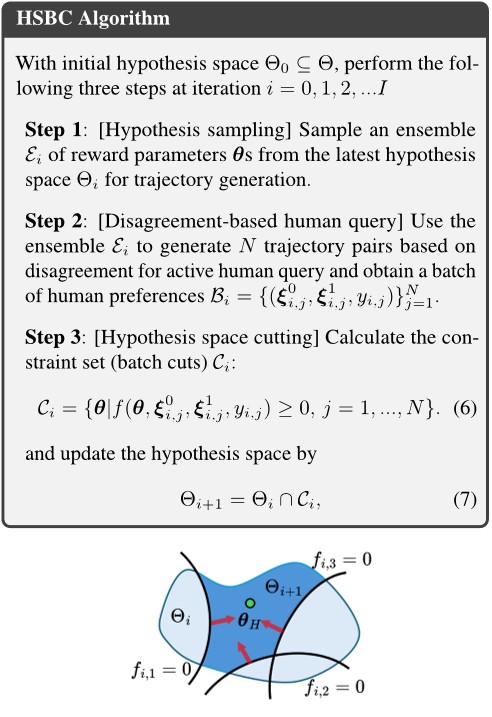 HSBC Algorithm
With initial hypothesis space Θ₀ ⊆ Θ, perform the fol-
lowing three steps at iteration i = 0, 1, 2, ...I
Step 1: [Hypothesis sampling] Sample an ensemble
ℰᵢ of reward parameters θs from the latest hypothesis
space Θᵢ for trajectory generation.
Step 2: [Disagreement-based human query] Use the
ensemble ℰᵢ to generate N trajectory pairs based on
disagreement for active human query and obtain a batch
of human preferences ℬᵢ = {(ξ⁰ᵢ,ⱼ, ξ¹ᵢ,ⱼ, yᵢ,ⱼ)}ᴺⱼ₌₁.
Step 3: [Hypothesis space cutting] Calculate the con-
straint set (batch cuts) 𝒞ᵢ:
𝒞ᵢ = {θ|f(θ, ξ⁰ᵢ,ⱼ, ξ¹ᵢ,ⱼ, yᵢ,ⱼ) ≥ 0, j = 1, ..., N}. (6)
and update the hypothesis space by
Θᵢ₊₁ = Θᵢ ∩ 𝒞ᵢ, (7)
fᵢ,₃ = 0
Θᵢ₊₁
Θᵢ
θ_H
fᵢ,₁ = 0
fᵢ,₂ = 0